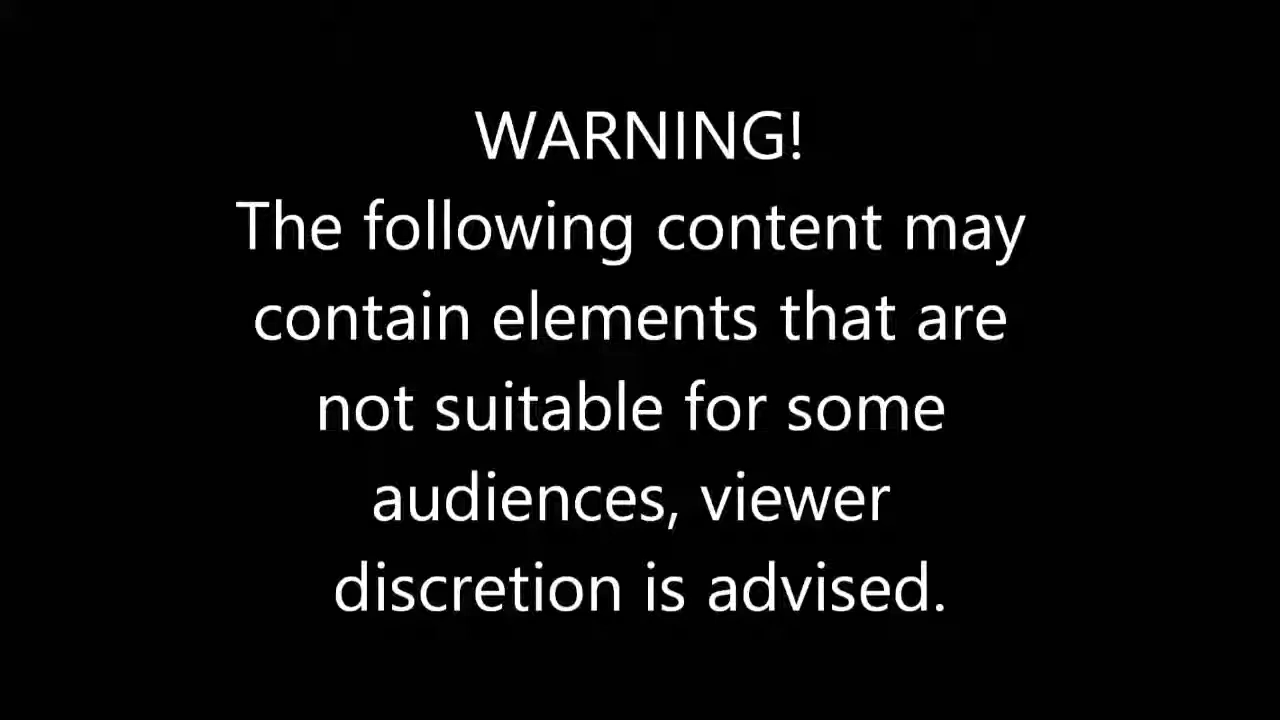 WARNING!
The following content may
contain elements that are
not suitable for some
audiences, viewer
discretion is advised.